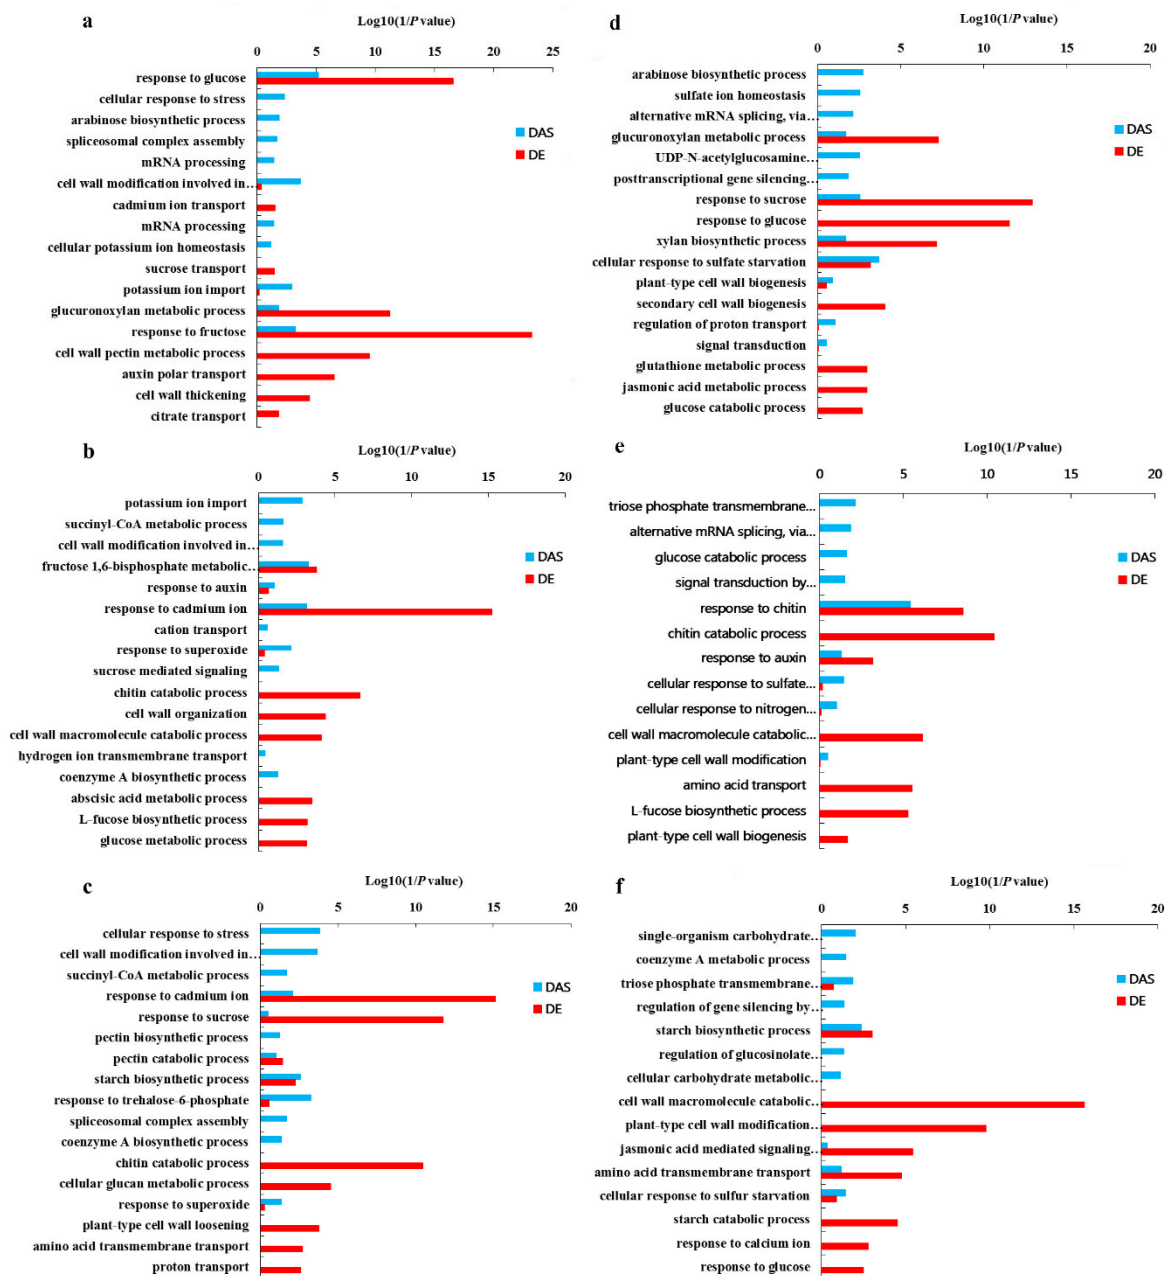 a
Log10(1/P value)
0 5 10 15 20 25
response to glucose
cellular response to stress
arabinose biosynthetic process
spliceosomal complex assembly
mRNA processing
cell wall modification involved in...
cadmium ion transport
mRNA processing
cellular potassium ion homeostasis
sucrose transport
potassium ion import
glucuronoxylan metabolic process
response to fructose
cell wall pectin metabolic process
auxin polar transport
cell wall thickening
citrate transport
DAS
DE
b
Log10(1/P value)
0 5 10 15 20
potassium ion import
succinyl-CoA metabolic process
cell wall modification involved in...
fructose 1,6-bisphosphate metabolic...
response to auxin
response to cadmium ion
cation transport
response to superoxide
sucrose mediated signaling
chitin catabolic process
cell wall organization
cell wall macromolecule catabolic process
hydrogen ion transmembrane transport
coenzyme A biosynthetic process
abscisic acid metabolic process
L-fucose biosynthetic process
glucose metabolic process
DAS
DE
c
Log10(1/P value)
0 5 10 15 20
cellular response to stress
cell wall modification involved in...
succinyl-CoA metabolic process
response to cadmium ion
response to sucrose
pectin biosynthetic process
pectin catabolic process
starch biosynthetic process
response to trehalose-6-phosphate
spliceosomal complex assembly
coenzyme A biosynthetic process
chitin catabolic process
cellular glucan metabolic process
response to superoxide
plant-type cell wall loosening
amino acid transmembrane transport
proton transport
DAS
DE
d
Log10(1/P value)
0 5 10 15 20
arabinose biosynthetic process
sulfate ion homeostasis
alternative mRNA splicing, via...
glucuronoxylan metabolic process
UDP-N-acetylglucosamine...
posttranscriptional gene silencing...
response to sucrose
response to glucose
xylan biosynthetic process
cellular response to sulfate starvation
plant-type cell wall biogenesis
secondary cell wall biogenesis
regulation of proton transport
signal transduction
glutathione metabolic process
jasmonic acid metabolic process
glucose catabolic process
DAS
DE
e
Log10(1/P value)
0 5 10 15 20
triose phosphate transmembrane...
alternative mRNA splicing, via...
glucose catabolic process
signal transduction by...
response to chitin
chitin catabolic process
response to auxin
cellular response to sulfate...
cellular response to nitrogen...
cell wall macromolecule catabolic...
plant-type cell wall modification
amino acid transport
L-fucose biosynthetic process
plant-type cell wall biogenesis
DAS
DE
f
Log10(1/P value)
0 5 10 15 20
single-organism carbohydrate...
coenzyme A metabolic process
triose phosphate transmembrane...
regulation of gene silencing by...
starch biosynthetic process
regulation of glucosinolate...
cellular carbohydrate metabolic...
cell wall macromolecule catabolic...
plant-type cell wall modification...
jasmonic acid mediated signaling...
amino acid transmembrane transport
cellular response to sulfur starvation
starch catabolic process
response to calcium ion
response to glucose
DAS
DE